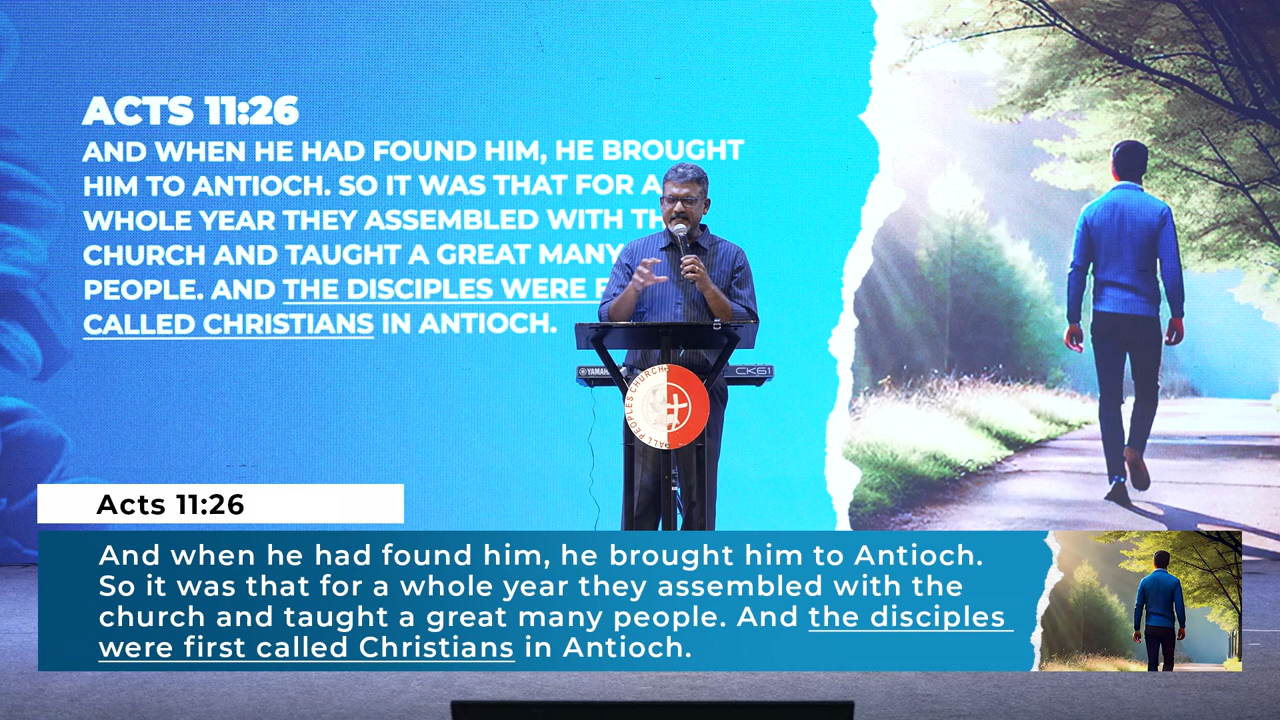 ACTS 11:26
AND WHEN HE HAD FOUND HIM, HE BROUGHT
HIM TO ANTIOCH. SO IT WAS THAT FOR A
WHOLE YEAR THEY ASSEMBLED WITH TH
CHURCH AND TAUGHT A GREAT MANY
PEOPLE. AND THE DISCIPLES WERE F
CALLED CHRISTIANS IN ANTIOCH.
YAMAHA
CK61
ALL PEOPLES CHURCH
Acts 11:26
And when he had found him, he brought him to Antioch.
So it was that for a whole year they assembled with the
church and taught a great many people. And the disciples
were first called Christians in Antioch.